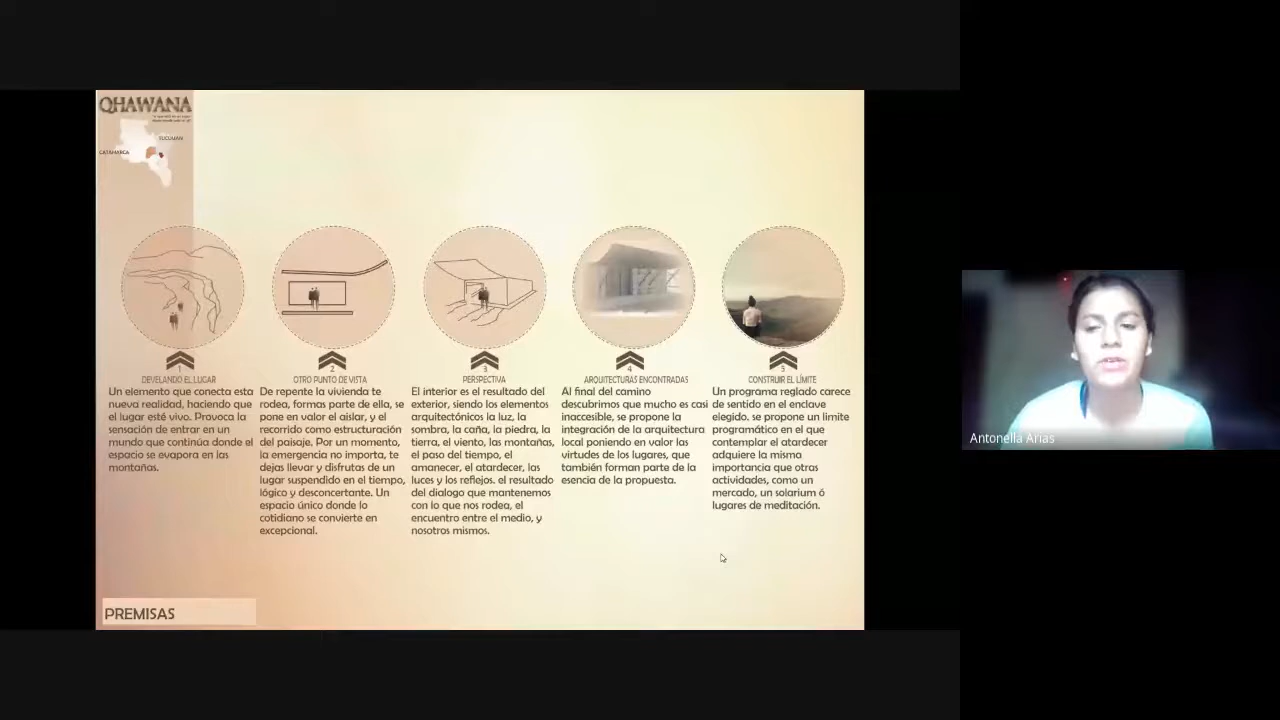 QHAWANA
TUCUMAN
CATAMARCA
1
DEVELANDO EL LUGAR
Un elemento que conecta esta
nueva realidad, haciendo que
el lugar esté vivo. Provoca la
sensación de entrar en un
mundo que continúa donde el
espacio se evapora en las
montañas.
2
OTRO PUNTO DE VISTA
De repente la vivienda te
rodea, formas parte de ella, se
pone en valor el aislar, y el
recorrido como estructuración
del paisaje. Por un momento,
la emergencia no importa, te
dejas llevar y disfrutas de un
lugar suspendido en el tiempo,
lógica y desconcertante. Un
espacio único donde lo
cotidiano se convierte en
excepcional.
3
PERSPECTIVA
El interior es el resultado del
exterior, siendo los elementos
arquitectónicos la luz, la
sombra, la caña, la piedra, la
tierra, el viento, las montañas,
el paso del tiempo, el
amanecer, el atardecer, las
luces y los reflejos. el resultado
del dialogo que mantenemos
con lo que nos rodea, el
encuentro entre el medio, y
nosotros mismos.
4
ARQUITECTURAS ENCONTRADAS
Al final del camino
descubrimos que mucho es casi
inaccesible, se propone la
integración de la arquitectura
local poniendo en valor las
virtudes de los lugares, que
también forman parte de la
esencia de la propuesta.
5
CONSTRUIR EL LÍMITE
Un programa reglado carece
de sentido en el enclave
elegido. se propone un limite
programático en el que
contemplar el atardecer
adquiere la misma
importancia que otras
actividades, como un
mercado, un solarium ó
lugares de meditación.
PREMISAS
Antonella Arias